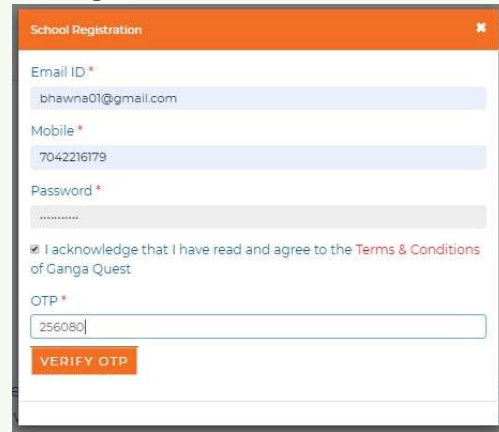 School Registration ✖
Email ID *
bhawna01@gmail.com
Mobile *
7042216179
Password *
..........
I acknowledge that I have read and agree to the Terms & Conditions
of Ganga Quest
OTP *
256080
VERIFY OTP